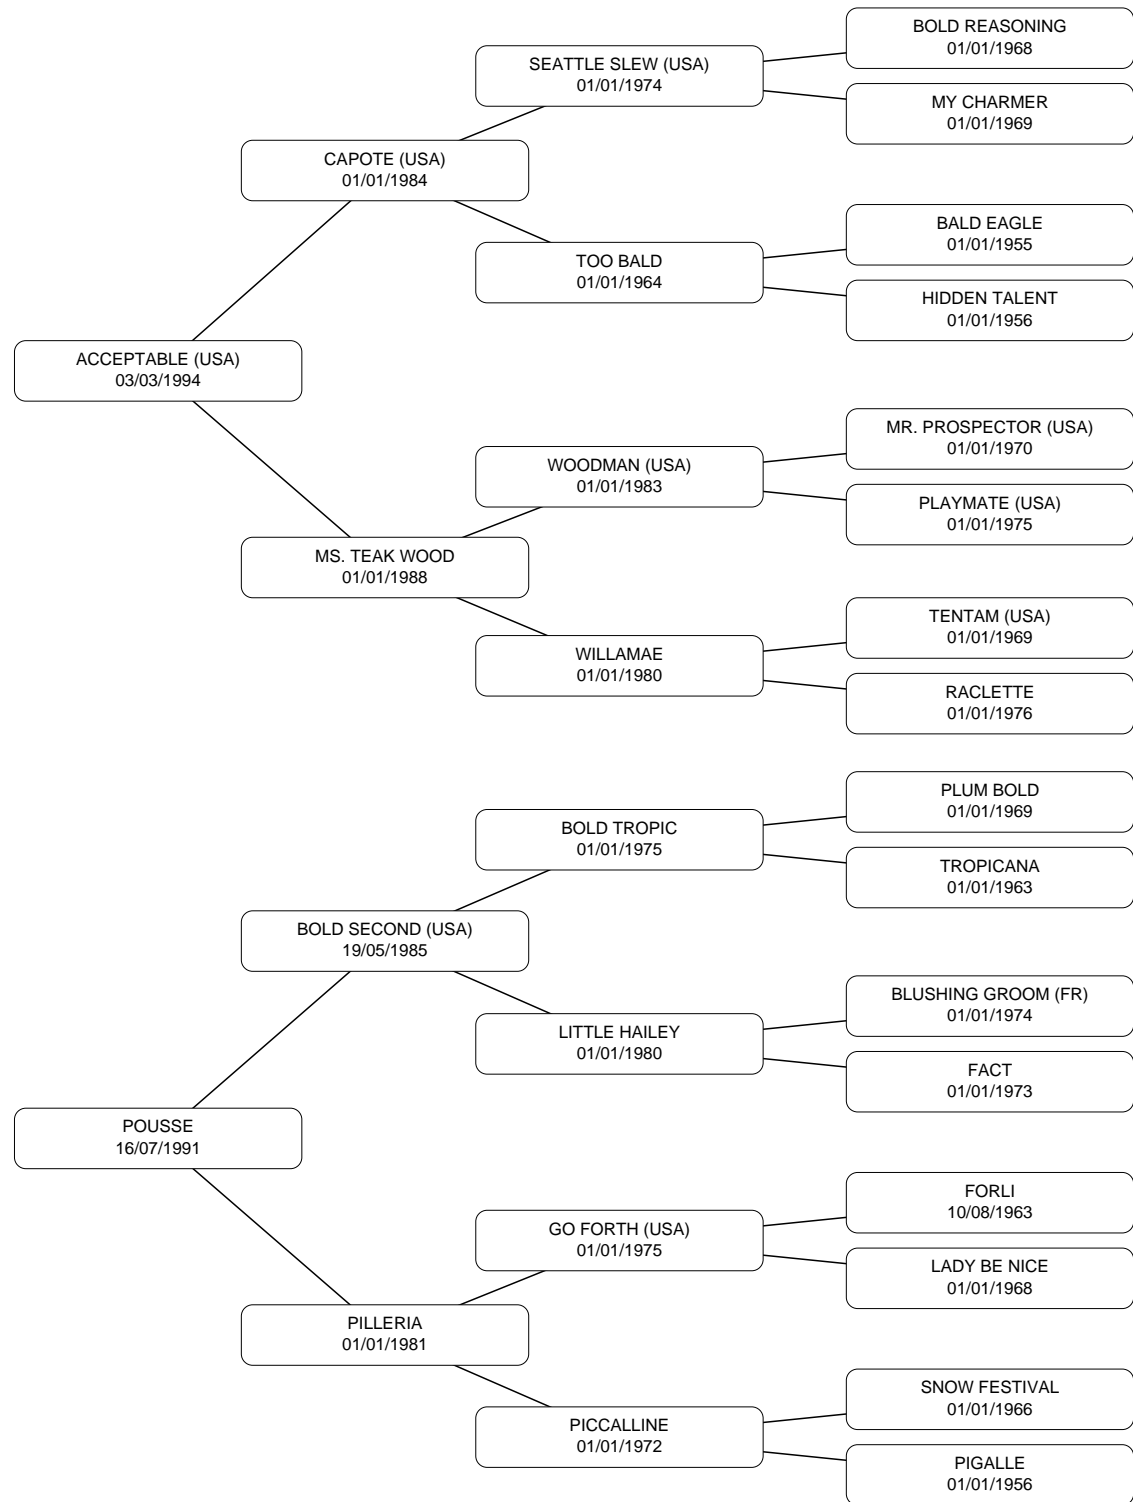 BOLD REASONING
01/01/1968
SEATTLE SLEW (USA)
01/01/1974
MY CHARMER
01/01/1969
CAPOTE (USA)
01/01/1984
BALD EAGLE
01/01/1955
TOO BALD
01/01/1964
HIDDEN TALENT
01/01/1956
ACCEPTABLE (USA)
03/03/1994
MR. PROSPECTOR (USA)
01/01/1970
WOODMAN (USA)
01/01/1983
PLAYMATE (USA)
01/01/1975
MS. TEAK WOOD
01/01/1988
TENTAM (USA)
01/01/1969
WILLAMAE
01/01/1980
RACLETTE
01/01/1976
PLUM BOLD
01/01/1969
BOLD TROPIC
01/01/1975
TROPICANA
01/01/1963
BOLD SECOND (USA)
19/05/1985
BLUSHING GROOM (FR)
01/01/1974
LITTLE HAILEY
01/01/1980
FACT
01/01/1973
POUSSE
16/07/1991
FORLI
10/08/1963
GO FORTH (USA)
01/01/1975
LADY BE NICE
01/01/1968
PILLERIA
01/01/1981
SNOW FESTIVAL
01/01/1966
PICCALLINE
01/01/1972
PIGALLE
01/01/1956